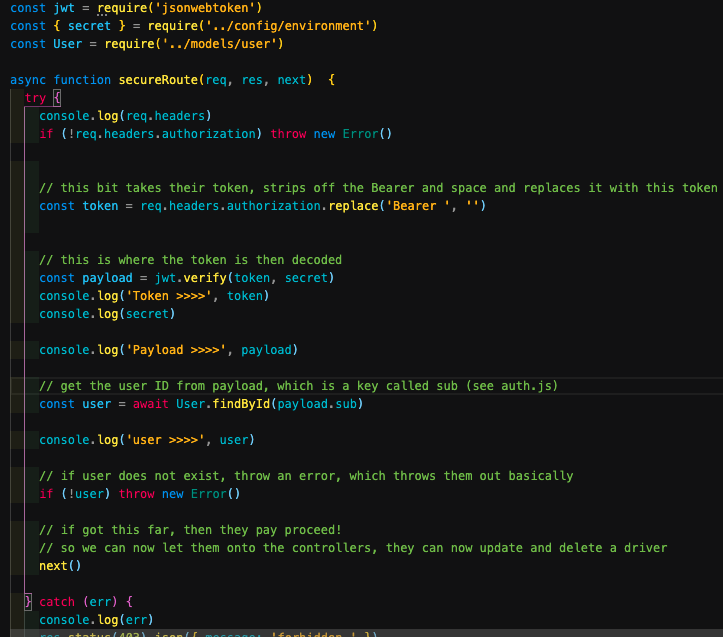 const jwt = require('jsonwebtoken')
const { secret } = require('../config/environment')
const User = require('../models/user')
async function secureRoute(req, res, next)  {
try {
console.log(req.headers)
if (!req.headers.authorization) throw new Error()
// this bit takes their token, strips off the Bearer and space and replaces it with this token
const token = req.headers.authorization.replace('Bearer ', '')
// this is where the token is then decoded
const payload = jwt.verify(token, secret)
console.log('Token >>>>', token)
console.log(secret)
console.log('Payload >>>>', payload)
// get the user ID from payload, which is a key called sub (see auth.js)
const user = await User.findById(payload.sub)
console.log('user >>>>', user)
// if user does not exist, throw an error, which throws them out basically
if (!user) throw new Error()
// if got this far, then they pay proceed!
// so we can now let them onto the controllers, they can now update and delete a driver
next()
} catch (err) {
console.log(err)
res.status(403).json({ message: 'forbidden ' })